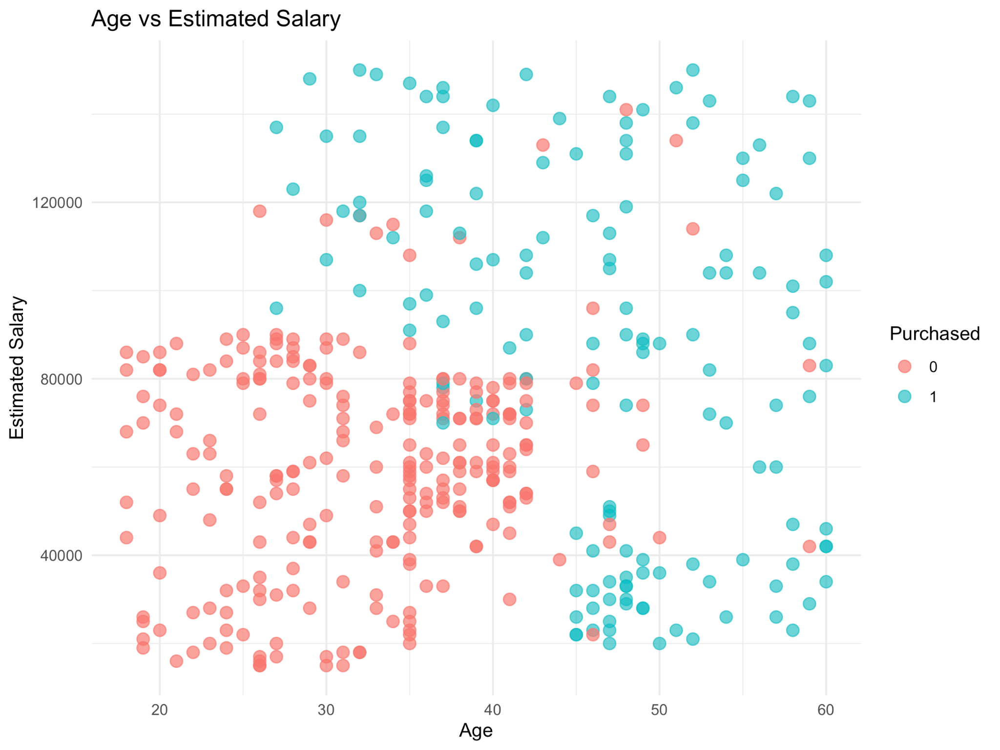 Age vs Estimated Salary
120000
80000
40000
Estimated Salary
20 30 40 50 60
Age
Purchased
0
1